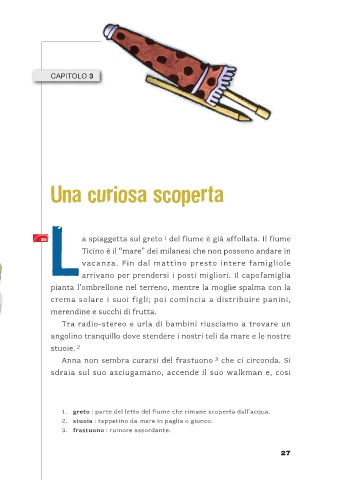 CAPITOLO 3
Una curiosa scoperta
La spiaggetta sul greto 1 del fiume è già affollata. Il fiume
Ticino è il "mare" dei milanesi che non possono andare in
vacanza. Fin dal mattino presto intere famigliole
arrivano per prendersi i posti migliori. Il capofamiglia
pianta l'ombrellone nel terreno, mentre la moglie spalma con la
crema solare i suoi figli; poi comincia a distribuire panini,
merendine e succhi di frutta.
Tra radio-stereo e urla di bambini riusciamo a trovare un
angolino tranquillo dove stendere i nostri teli da mare e le nostre
stuoie. 2
Anna non sembra curarsi del frastuono 3 che ci circonda. Si
sdraia sul suo asciugamano, accende il suo walkman e, così
1. greto : parte del letto del fiume che rimane scoperta dall'acqua.
2. stuoia : tappetino da mare in paglia o giunco.
3. frastuono : rumore assordante.
27